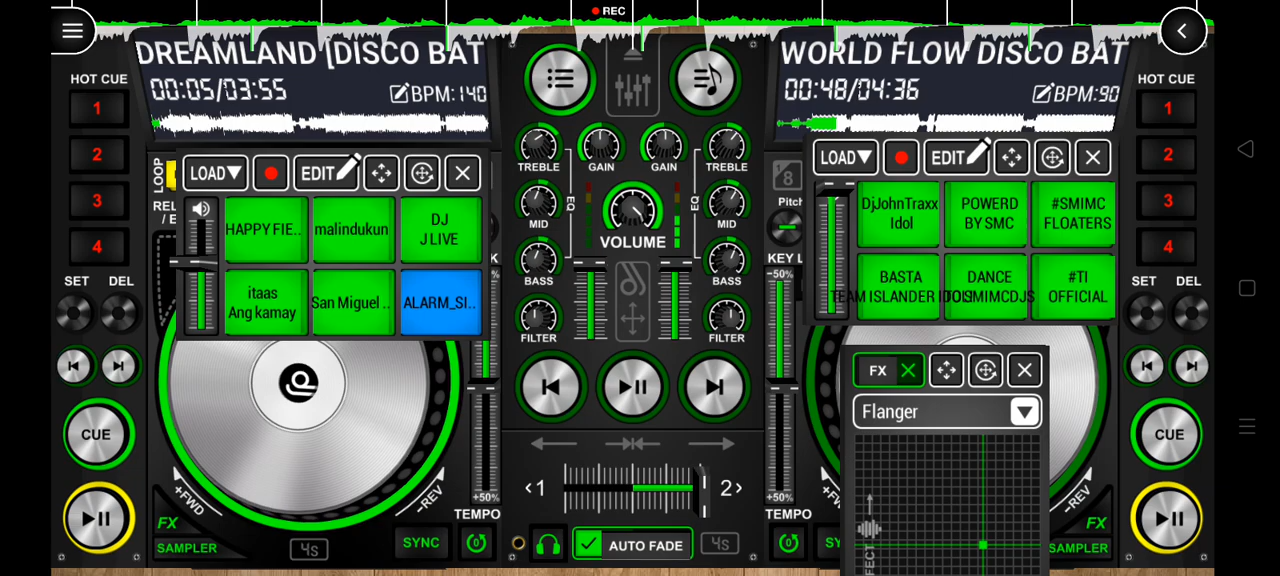 REC
DREAMLAND [DISCO BAT
00:05/03:55
BPM:140
WORLD FLOW DISCO BAT
00:48/04:36
BPM:90
HOT CUE
1
2
3
4
SET
DEL
CUE
LOOP
LOAD
EDIT
HAPPY FIE..
malindukun
DJ
J LIVE
itaas
Ang kamay
San Miguel ..
ALARM_SI..
+FWD
-REV
FX
SAMPLER
4s
SYNC
+50%
TEMPO
TREBLE
GAIN
GAIN
TREBLE
EQ
EQ
MID
VOLUME
MID
BASS
BASS
FILTER
FILTER
<1
2>
AUTO FADE
4s
8
Pitch
KEY L
-50%
+50%
TEMPO
LOAD
EDIT
DjJohnTraxx
Idol
POWERD
BY SMC
#SMIMC
FLOATERS
BASTA
DANCE
#TI
OFFICIAL
FX
Flanger
-REV
FX
SAMPLER
HOT CUE
1
2
3
4
SET
DEL
CUE